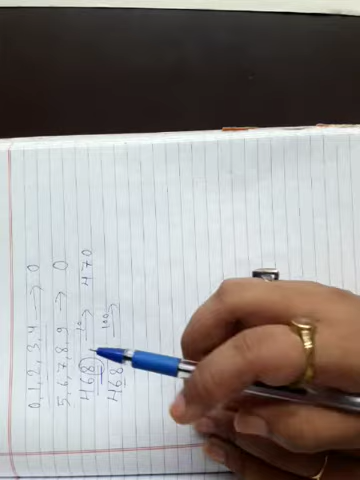 0, 1, 2, 3, 4 → 0
5, 6, 7, 8, 9 → 0
468 10→ 470
468 100→